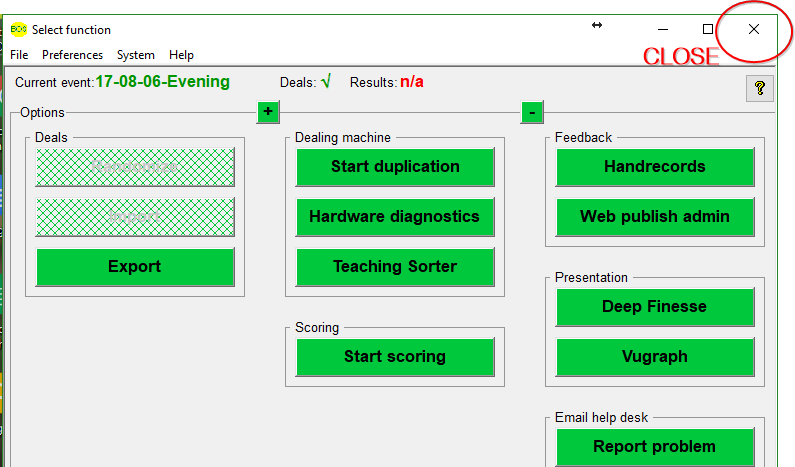 BOS Select function
File Preferences System Help
CLOSE
Current event: 17-08-06-Evening Deals: √ Results: n/a
?
Options + -
Deals Dealing machine Feedback
Start duplication Handrecords
Hardware diagnostics Web publish admin
Export Teaching Sorter
Presentation
Deep Finesse
Scoring
Start scoring Vugraph
Email help desk
Report problem